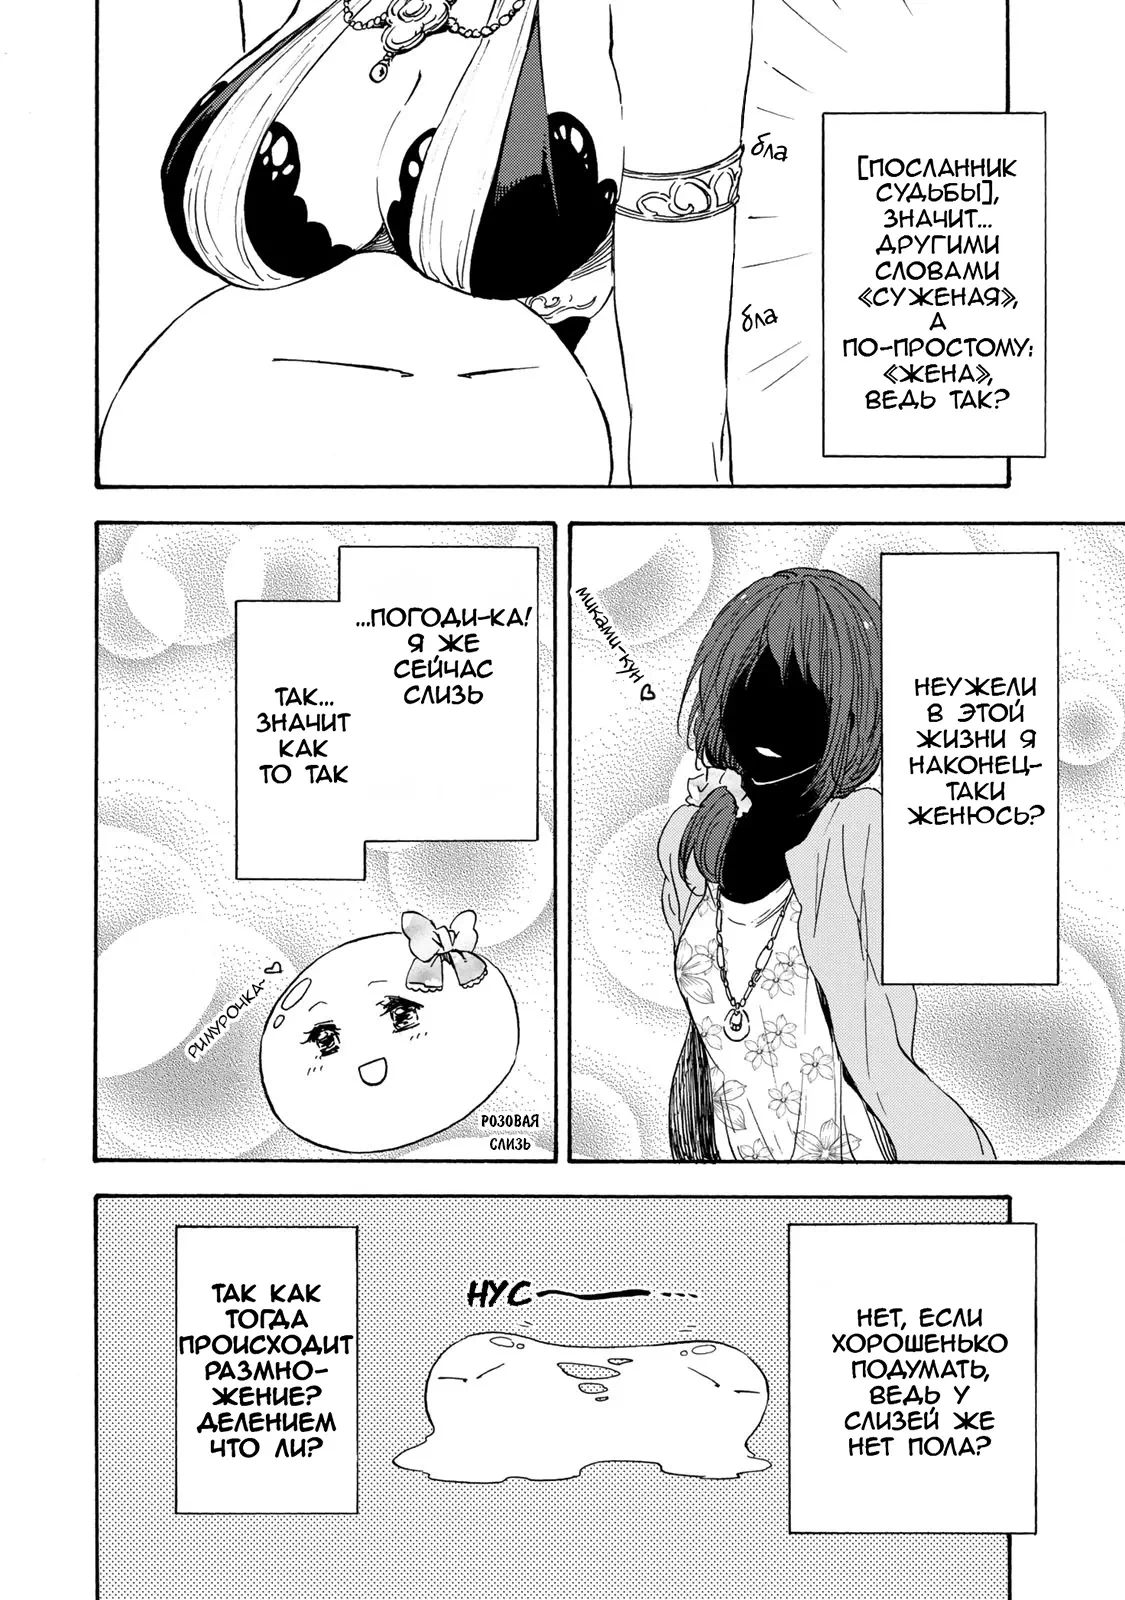 бла
[ПОСЛАННИК
СУДЬБЫ],
ЗНАЧИТ...
ДРУГИМИ
СЛОВАМИ
《СУЖЕНАЯ》,
А
ПО-ПРОСТОМУ:
《ЖЕНА》,
ВЕДЬ ТАК?
бла
НЕУЖЕЛИ
В ЭТОЙ
ЖИЗНИ Я
НАКОНЕЦ-
ТАКИ
ЖЕНЮСЬ?
МИКАМИ-КУН
...ПОГОДИ-КА!
Я ЖЕ
СЕЙЧАС
СЛИЗЬ
ТАК...
ЗНАЧИТ
КАК
ТО ТАК
РИМУРОЧКА~
РОЗОВАЯ
СЛИЗЬ
НЕТ, ЕСЛИ
ХОРОШЕНЬКО
ПОДУМАТЬ,
ВЕДЬ У
СЛИЗЕЙ ЖЕ
НЕТ ПОЛА?
НУС
ТАК КАК
ТОГДА
ПРОИСХОДИТ
РАЗМНО-
ЖЕНИЕ?
ДЕЛЕНИЕМ
ЧТО ЛИ?